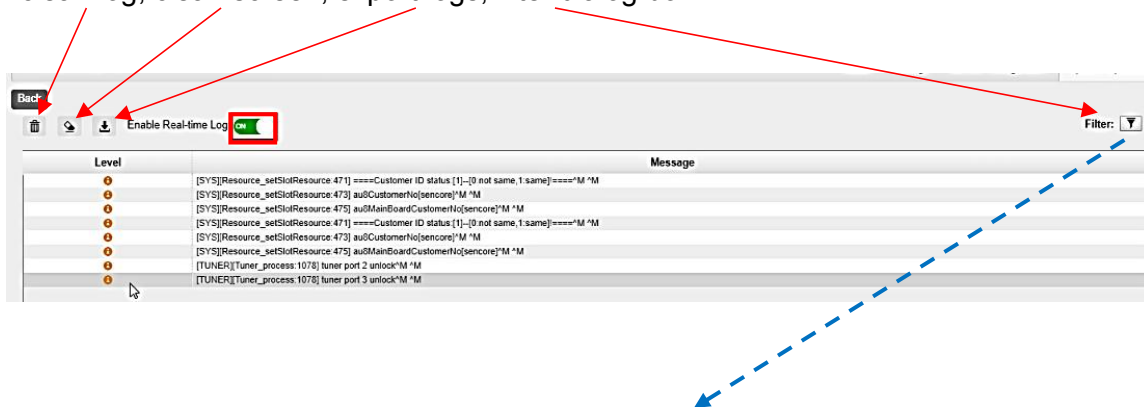 Back
Enable Real-time Log ON
Filter:
Level Message
[SYS][Resource_setSlotResource:471] ====Customer ID status:[1]--[0:not same,1:same]!====^M ^M
[SYS][Resource_setSlotResource:473] au8CustomerNo[sencore]^M ^M
[SYS][Resource_setSlotResource:475] au8MainBoardCustomerNo[sencore]^M ^M
[SYS][Resource_setSlotResource:471] ====Customer ID status:[1]--[0:not same,1:same]!====^M ^M
[SYS][Resource_setSlotResource:473] au8CustomerNo[sencore]^M ^M
[SYS][Resource_setSlotResource:475] au8MainBoardCustomerNo[sencore]^M ^M
[TUNER][Tuner_process:1078] tuner port 2 unlock^M ^M
[TUNER][Tuner_process:1078] tuner port 3 unlock^M ^M